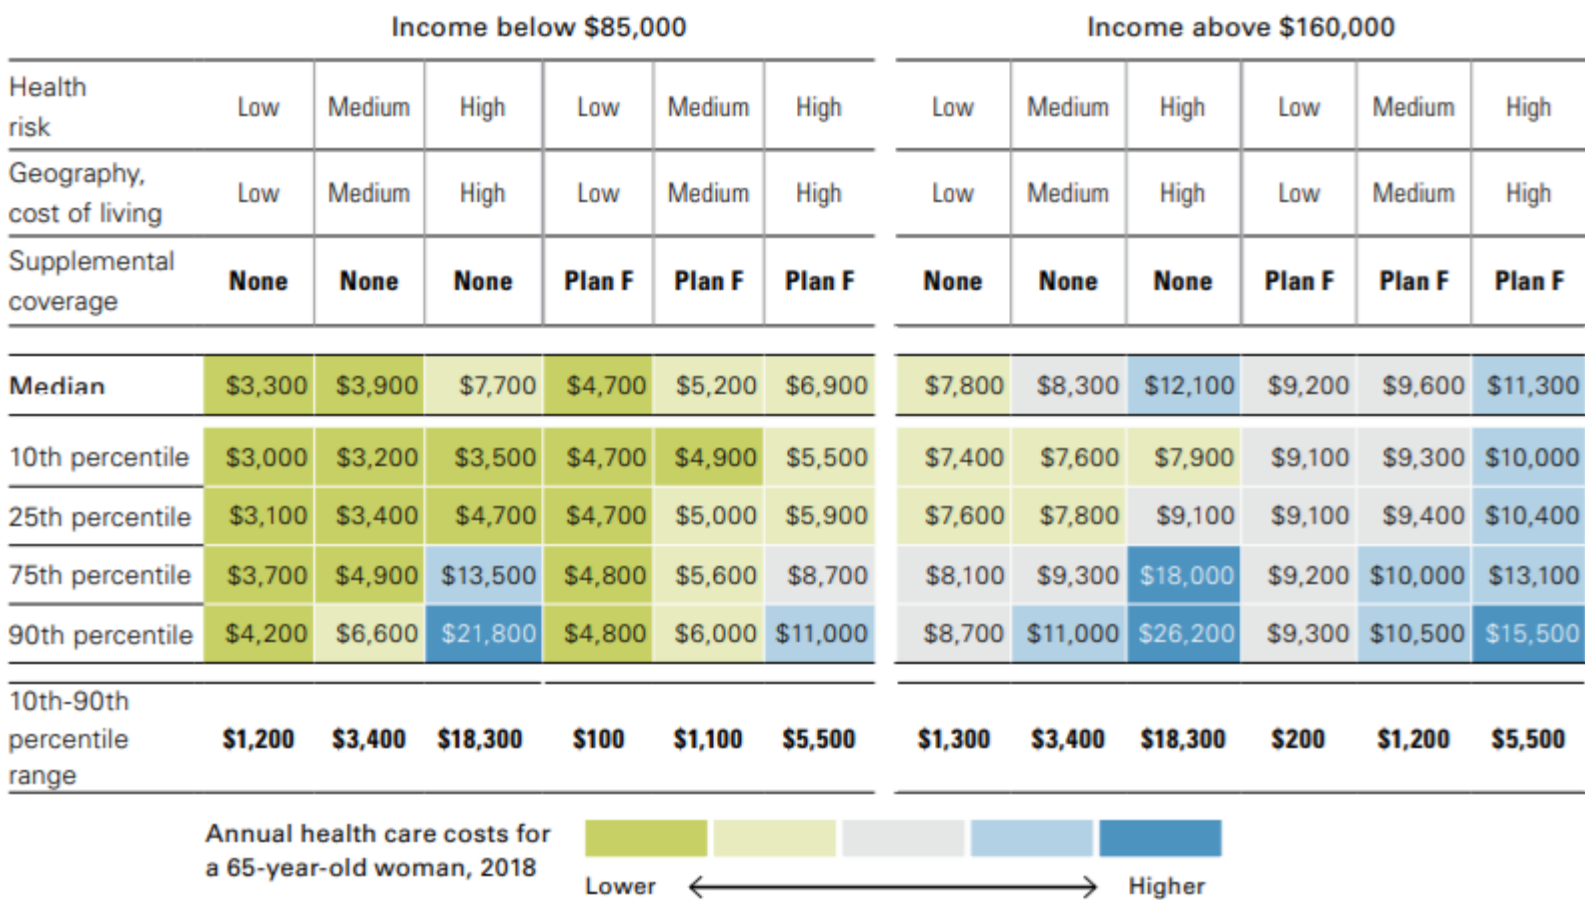 Income below $85,000 Income above $160,000
Health
risk Low Medium High Low Medium High Low Medium High Low Medium High
Geography,
cost of living Low Medium High Low Medium High Low Medium High Low Medium High
Supplemental
coverage None None None Plan F Plan F Plan F None None None Plan F Plan F Plan F
Median $3,300 $3,900 $7,700 $4,700 $5,200 $6,900 $7,800 $8,300 $12,100 $9,200 $9,600 $11,300
10th percentile $3,000 $3,200 $3,500 $4,700 $4,900 $5,500 $7,400 $7,600 $7,900 $9,100 $9,300 $10,000
25th percentile $3,100 $3,400 $4,700 $4,700 $5,000 $5,900 $7,600 $7,800 $9,100 $9,100 $9,400 $10,400
75th percentile $3,700 $4,900 $13,500 $4,800 $5,600 $8,700 $8,100 $9,300 $18,000 $9,200 $10,000 $13,100
90th percentile $4,200 $6,600 $21,800 $4,800 $6,000 $11,000 $8,700 $11,000 $26,200 $9,300 $10,500 $15,500
10th-90th
percentile $1,200 $3,400 $18,300 $100 $1,100 $5,500 $1,300 $3,400 $18,300 $200 $1,200 $5,500
range
Annual health care costs for
a 65-year-old woman, 2018
Lower Higher